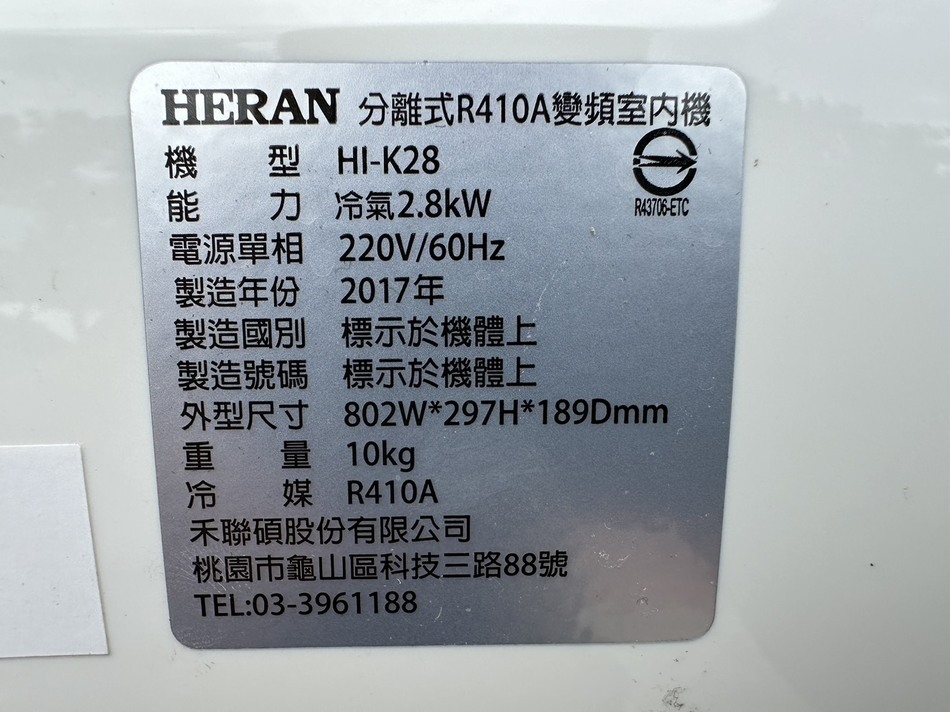 HERAN 分離式R410A變頻室內機
機型 HI-K28
R43706-ETC
能力 冷氣2.8kW
電源單相 220V/60Hz
製造年份 2017年
製造國別 標示於機體上
製造號碼 標示於機體上
外型尺寸 802W*297H*189Dmm
重量 10kg
冷媒 R410A
禾聯碩股份有限公司
桃園市龜山區科技三路88號
TEL:03-3961188